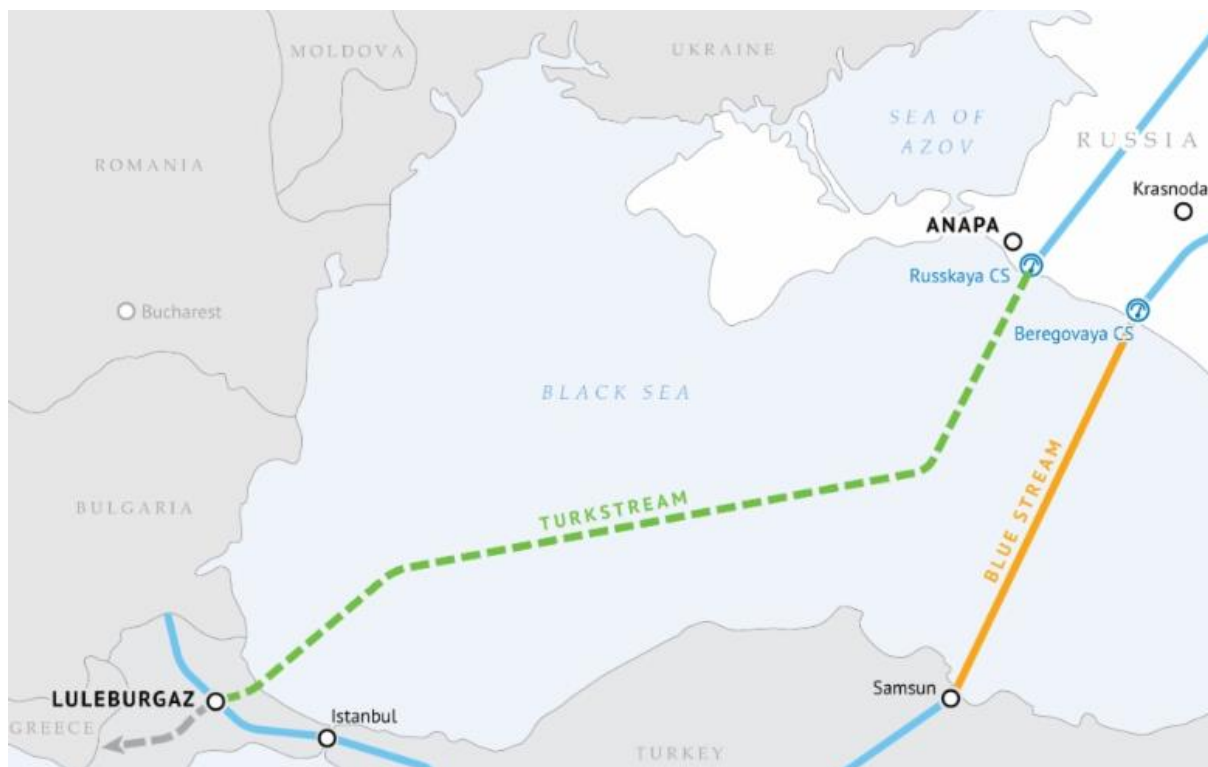 UKRAINE
MOLDOVA
SEA OF
AZOV
RUSSIA
ROMANIA
Krasnoda
ANAPA
Russkaya CS
Bucharest
Beregovaya CS
BLACK SEA
BULGARIA
TURKSTREAM
BLUE STREAM
LULEBURGAZ
Samsun
Istanbul
GREECE
TURKEY